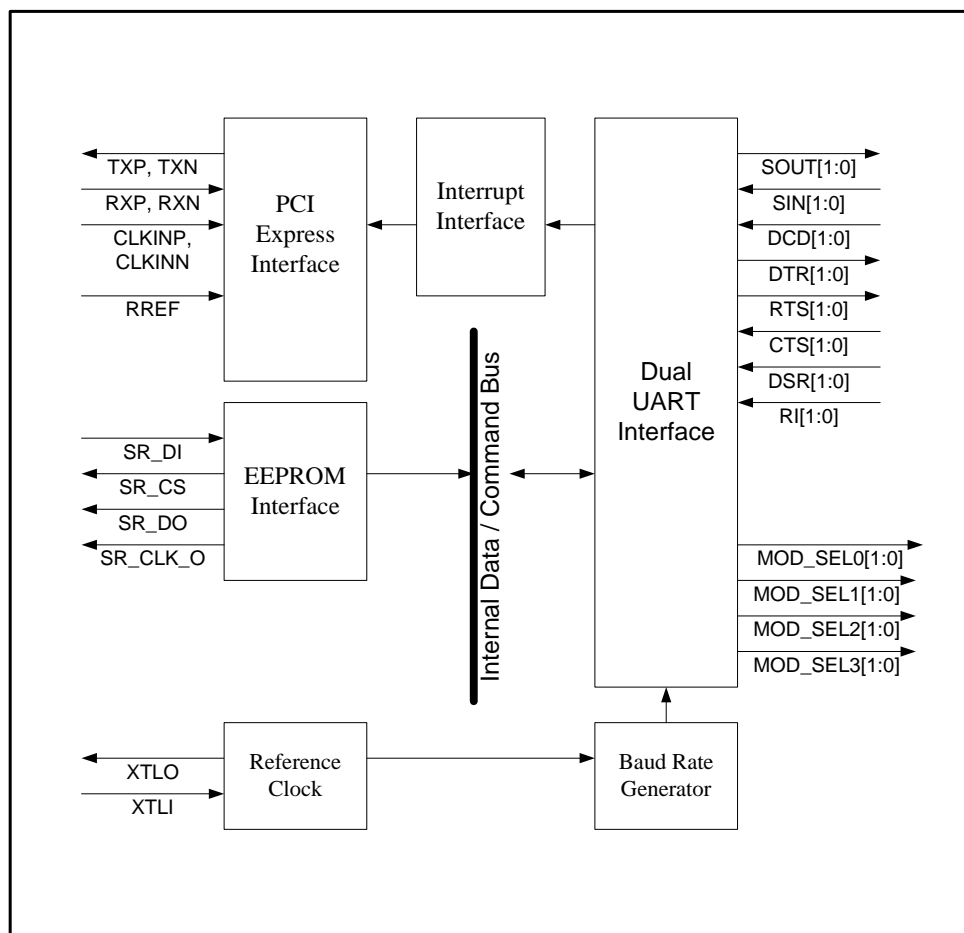 TXP, TXN
RXP, RXN
CLKINP,
CLKINN
RREF
PCI
Express
Interface
Interrupt
Interface
Dual
UART
Interface
SOUT[1:0]
SIN[1:0]
DCD[1:0]
DTR[1:0]
RTS[1:0]
CTS[1:0]
DSR[1:0]
RI[1:0]
SR_DI
SR_CS
SR_DO
SR_CLK_O
EEPROM
Interface
Internal Data / Command Bus
MOD_SEL0[1:0]
MOD_SEL1[1:0]
MOD_SEL2[1:0]
MOD_SEL3[1:0]
XTLO
XTLI
Reference
Clock
Baud Rate
Generator